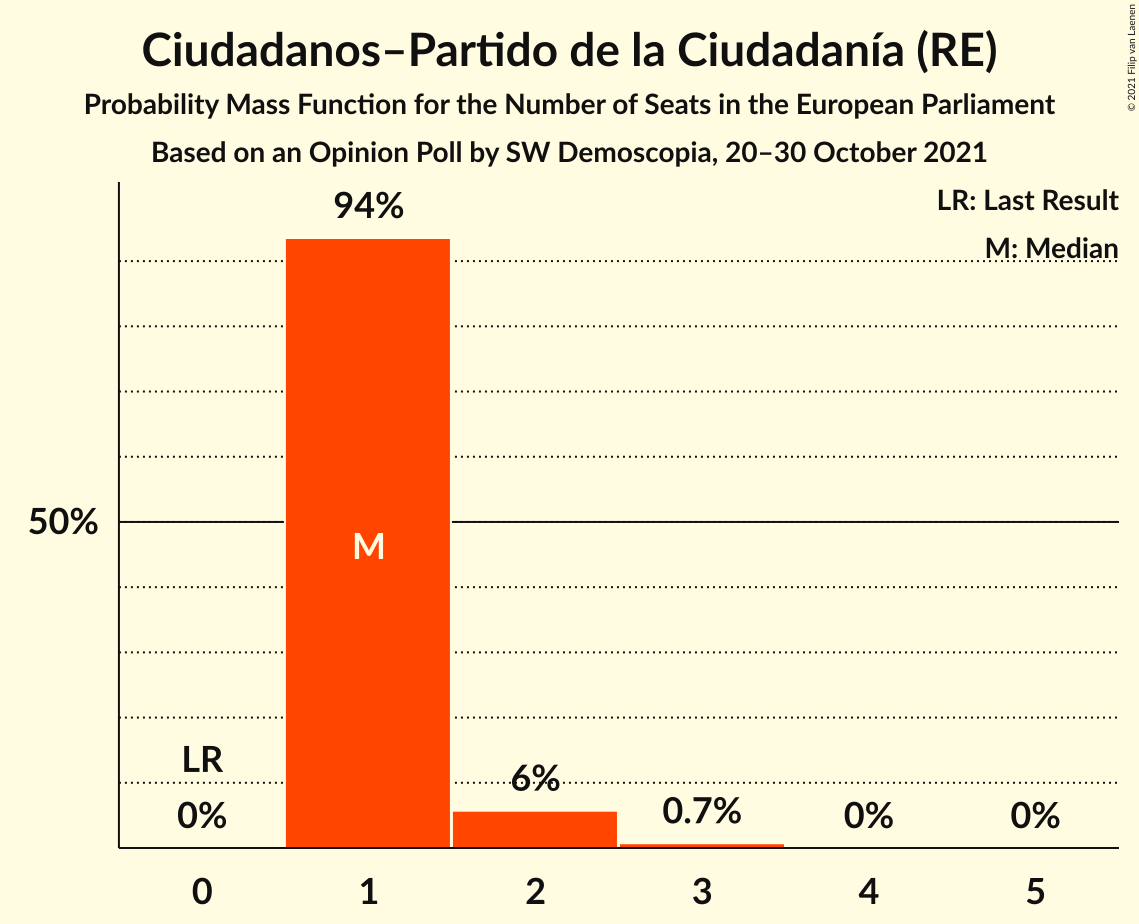 Ciudadanos–Partido de la Ciudadanía (RE)
Probability Mass Function for the Number of Seats in the European Parliament
Based on an Opinion Poll by SW Demoscopia, 20–30 October 2021
© 2021 Filip van Laenen
LR: Last Result
M: Median
94%
50%
M
LR
0%
6%
0.7%
0%
0%
0
1
2
3
4
5